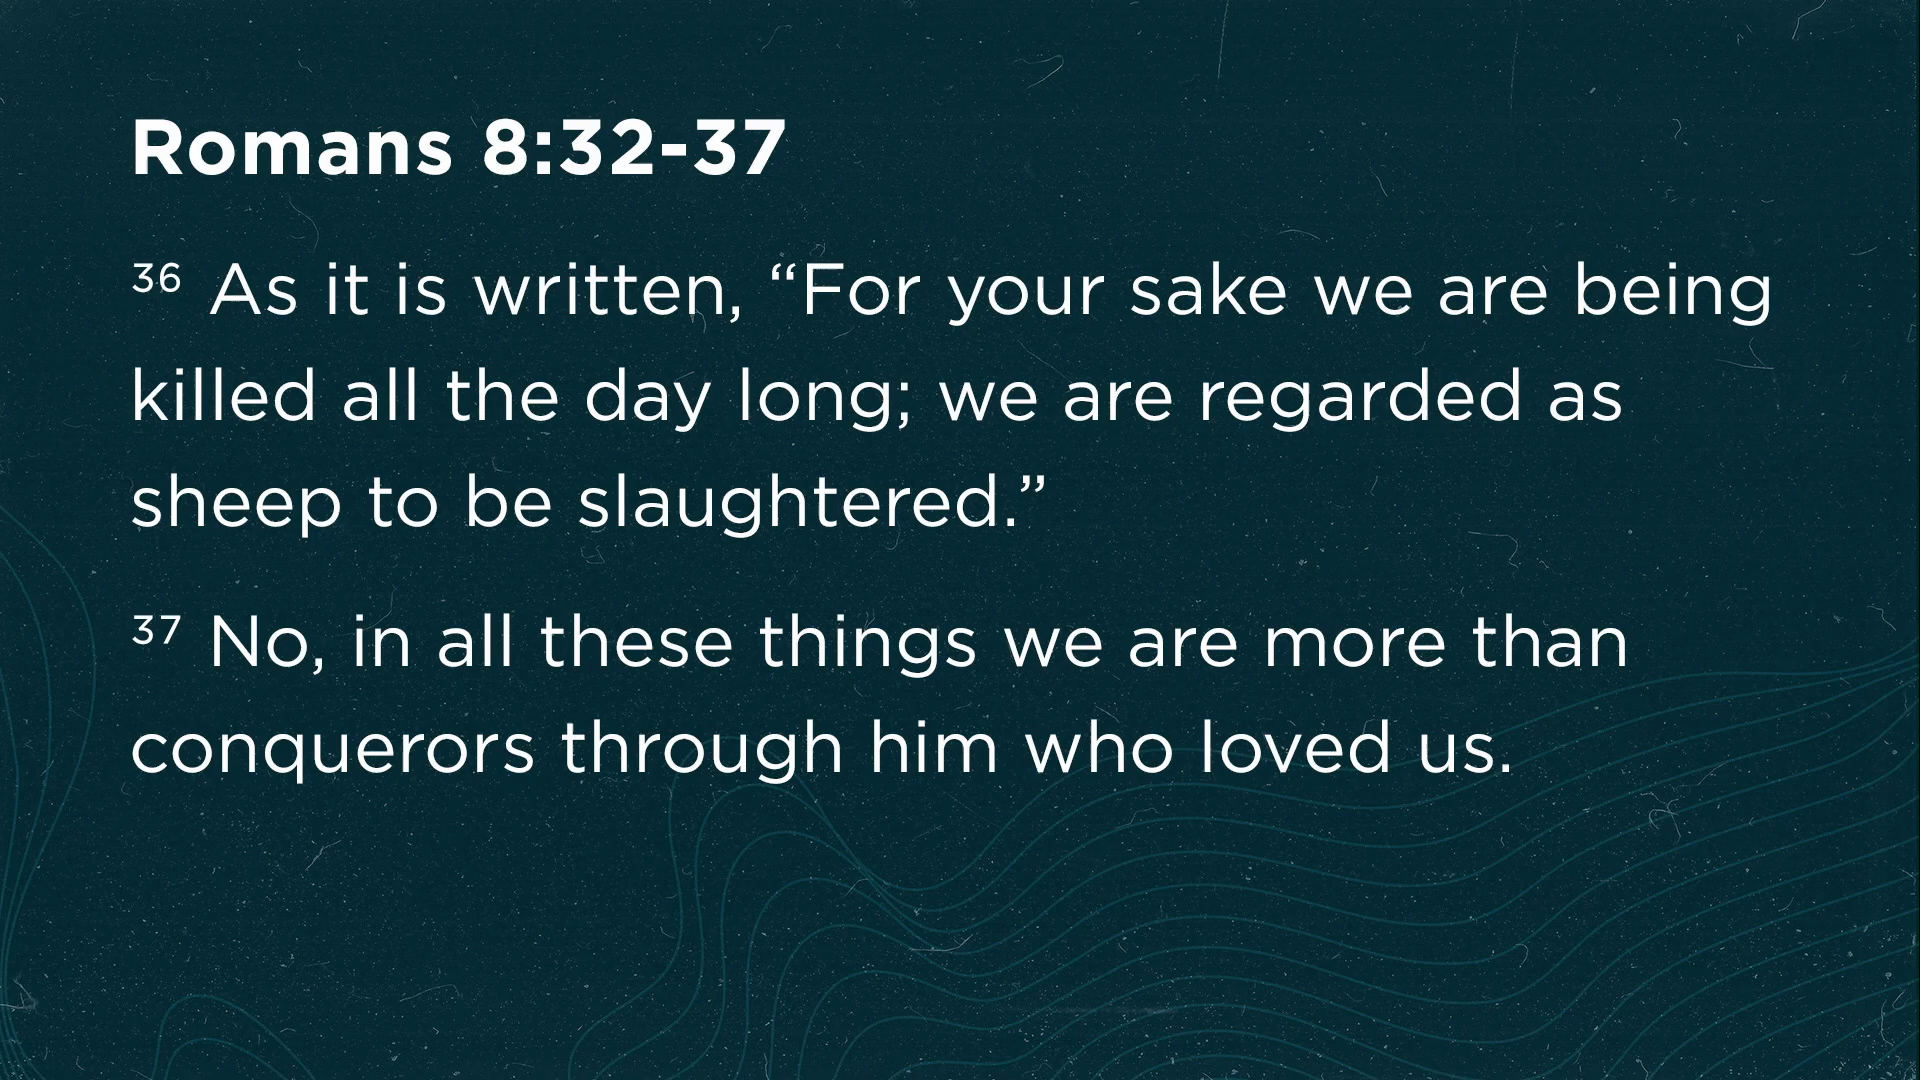 Romans 8:32-37
36 As it is written, “For your sake we are being
killed all the day long; we are regarded as
sheep to be slaughtered.”
37 No, in all these things we are more than
conquerors through him who loved us.